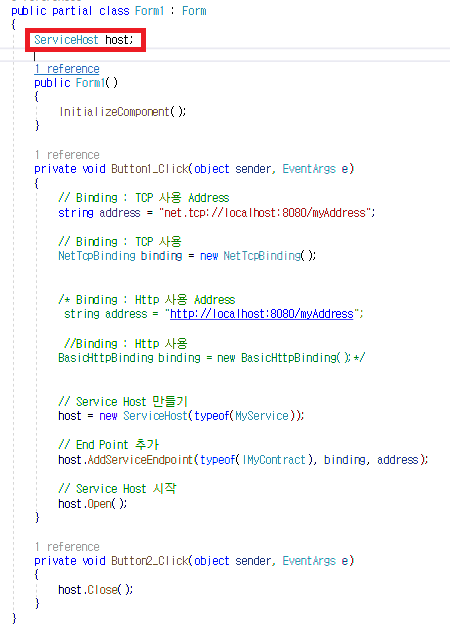 public partial class Form1 : Form
{
ServiceHost host;
1 reference
public Form1()
{
InitializeComponent();
}
1 reference
private void Button1_Click(object sender, EventArgs e)
{
// Binding : TCP 사용 Address
string address = "net.tcp://localhost:8080/myAddress";
// Binding : TCP 사용
NetTcpBinding binding = new NetTcpBinding();
/* Binding : Http 사용 Address
string address = "http://localhost:8080/myAddress";
//Binding : Http 사용
BasicHttpBinding binding = new BasicHttpBinding();*/
// Service Host 만들기
host = new ServiceHost(typeof(MyService));
// End Point 추가
host.AddServiceEndpoint(typeof(IMyContract), binding, address);
// Service Host 시작
host.Open();
}
1 reference
private void Button2_Click(object sender, EventArgs e)
{
host.Close();
}
}